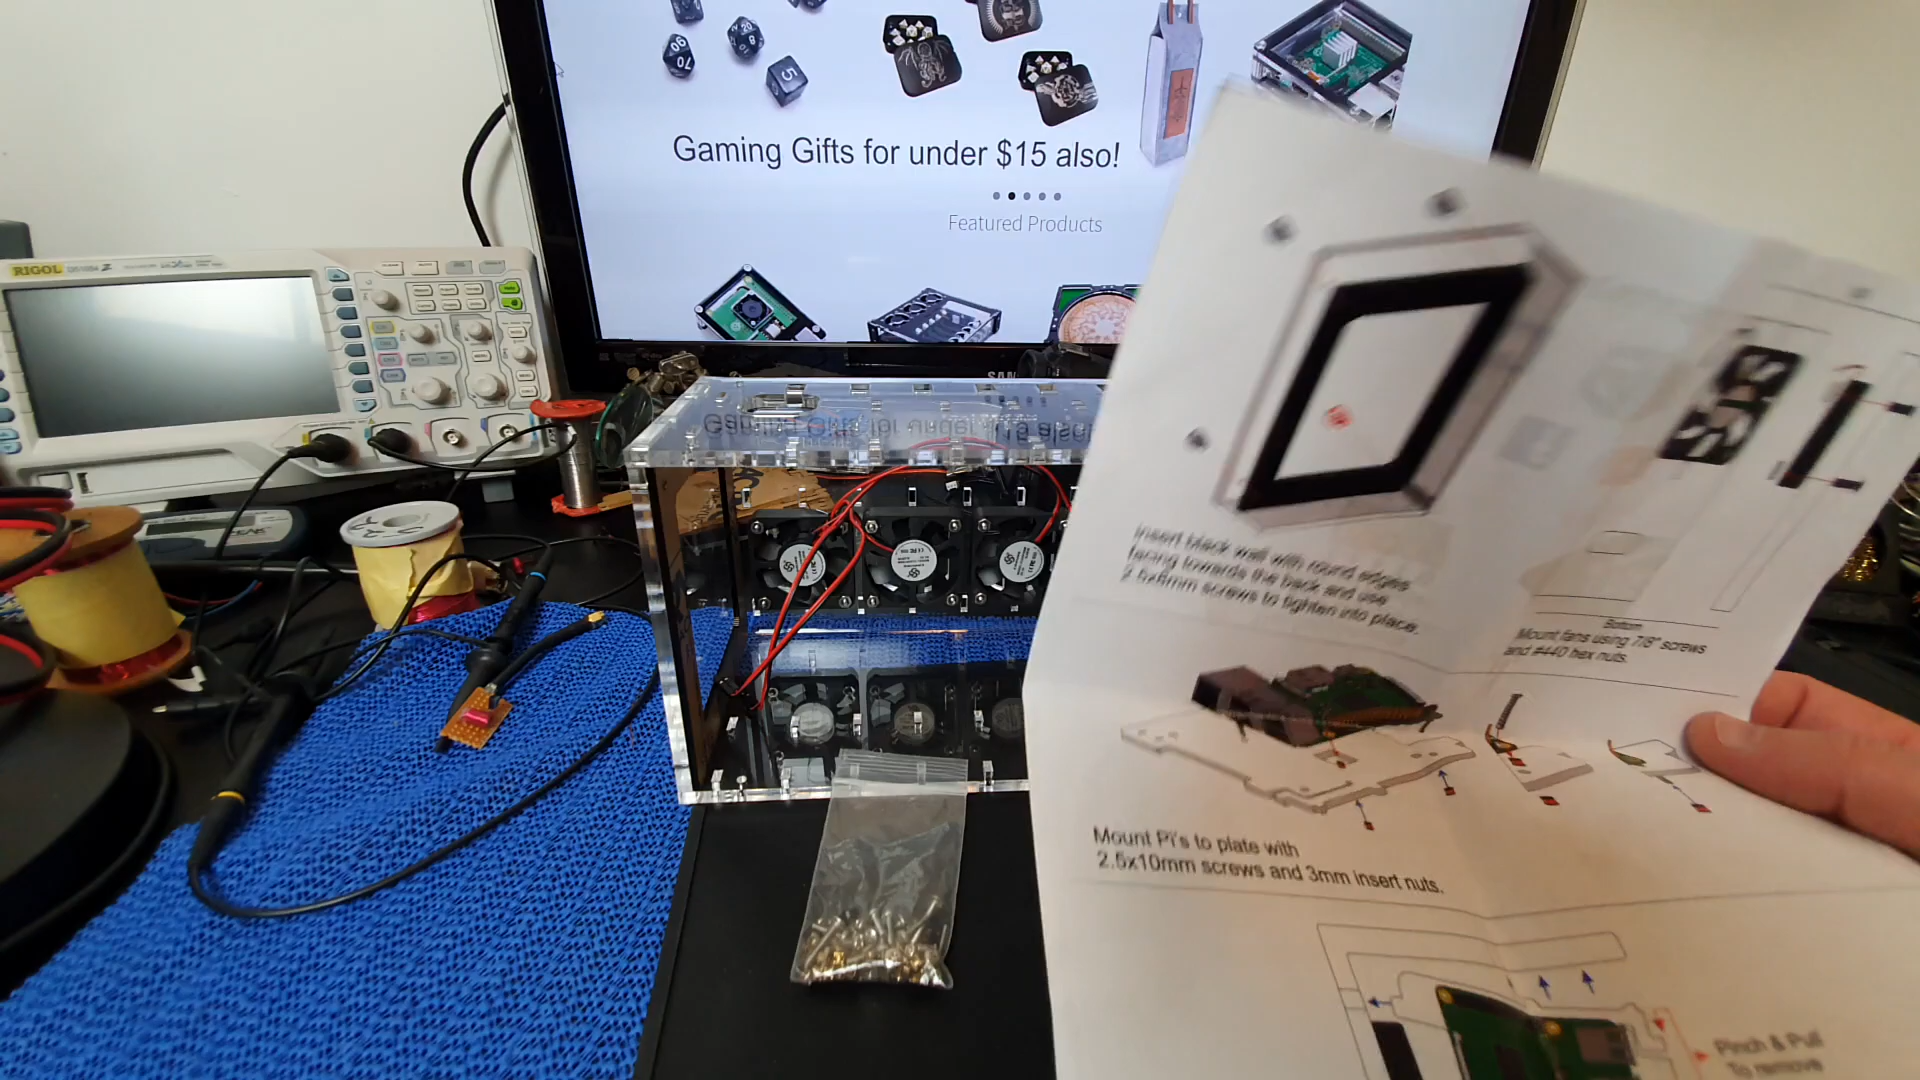 Gaming Gifts for under $15 also!
Featured Products
RIGOL
Insert black wall with round edges
facing towards the back and use
2.5x6mm screws to tighten into place.
Bottom
Mount fans using 7/8" screws
and #440 hex nuts.
Mount Pi's to plate with
2.5x10mm screws and 3mm insert nuts.
Pinch & Pull
To remove